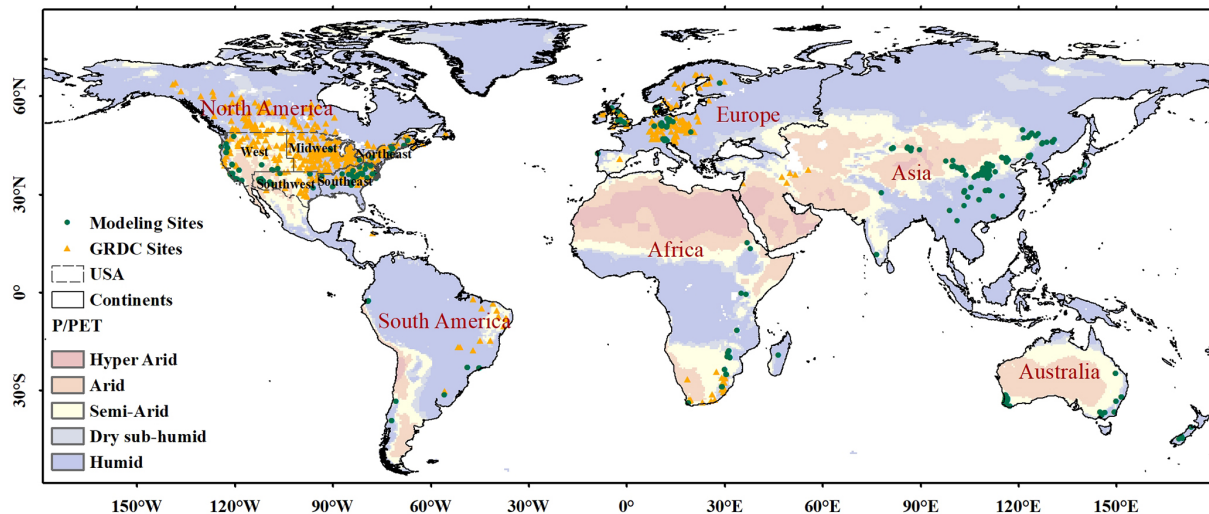 60°N
30°N
0°
30°S
North America
West
Midwest
Northeast
Southwest
Southeast
Europe
Asia
Africa
South America
Australia
Modeling Sites
GRDC Sites
USA
Continents
P/PET
Hyper Arid
Arid
Semi-Arid
Dry sub-humid
Humid
150°W 120°W 90°W 60°W 30°W 0° 30°E 60°E 90°E 120°E 150°E